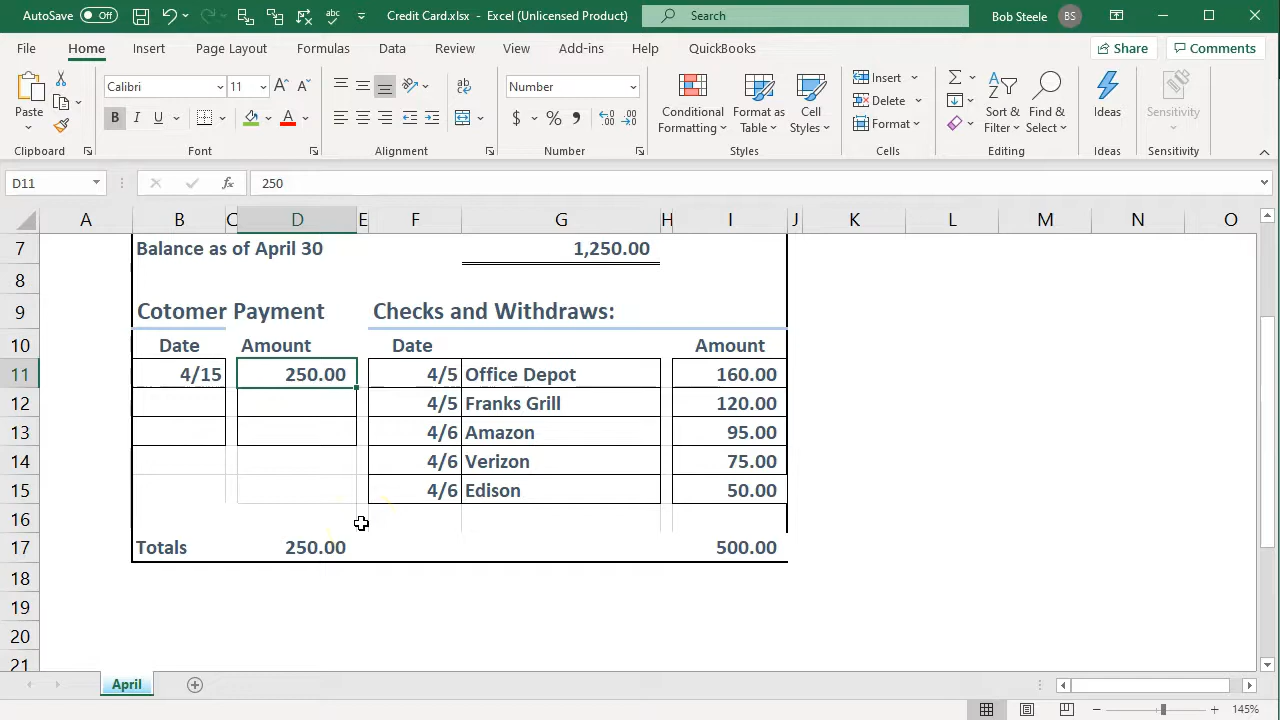 AutoSave Off Credit Card.xlsx - Excel (Unlicensed Product) Search Bob Steele BS
File Home Insert Page Layout Formulas Data Review View Add-ins Help QuickBooks Share Comments
Paste Calibri 11 Number Conditional Formatting Format as Table Cell Styles Insert Delete Format Sort & Filter Find & Select Ideas Sensitivity
Clipboard Font Alignment Number Styles Cells Editing Ideas Sensitivity
D11 fx 250
A B C D E F G H I J K L M N O
7 Balance as of April 30 1,250.00
8
9 Cotomer Payment Checks and Withdraws:
10 Date Amount Date Amount
11 4/15 250.00 4/5 Office Depot 160.00
12 4/5 Franks Grill 120.00
13 4/6 Amazon 95.00
14 4/6 Verizon 75.00
15 4/6 Edison 50.00
16
17 Totals 250.00 500.00
18
19
20
21
April
145%